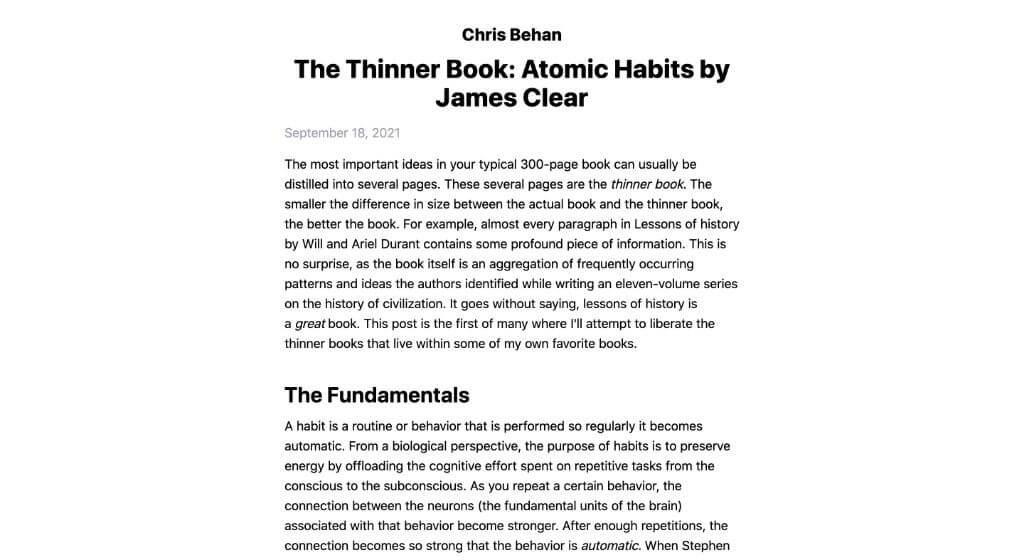 Chris Behan
The Thinner Book: Atomic Habits by
James Clear
September 18, 2021
The most important ideas in your typical 300-page book can usually be
distilled into several pages. These several pages are the thinner book. The
smaller the difference in size between the actual book and the thinner book,
the better the book. For example, almost every paragraph in Lessons of history
by Will and Ariel Durant contains some profound piece of information. This is
no surprise, as the book itself is an aggregation of frequently occurring
patterns and ideas the authors identified while writing an eleven-volume series
on the history of civilization. It goes without saying, lessons of history is
a great book. This post is the first of many where I'll attempt to liberate the
thinner books that live within some of my own favorite books.
The Fundamentals
A habit is a routine or behavior that is performed so regularly it becomes
automatic. From a biological perspective, the purpose of habits is to preserve
energy by offloading the cognitive effort spent on repetitive tasks from the
conscious to the subconscious. As you repeat a certain behavior, the
connection between the neurons (the fundamental units of the brain)
associated with that behavior become stronger. After enough repetitions, the
connection becomes so strong that the behavior is automatic. When Stephen